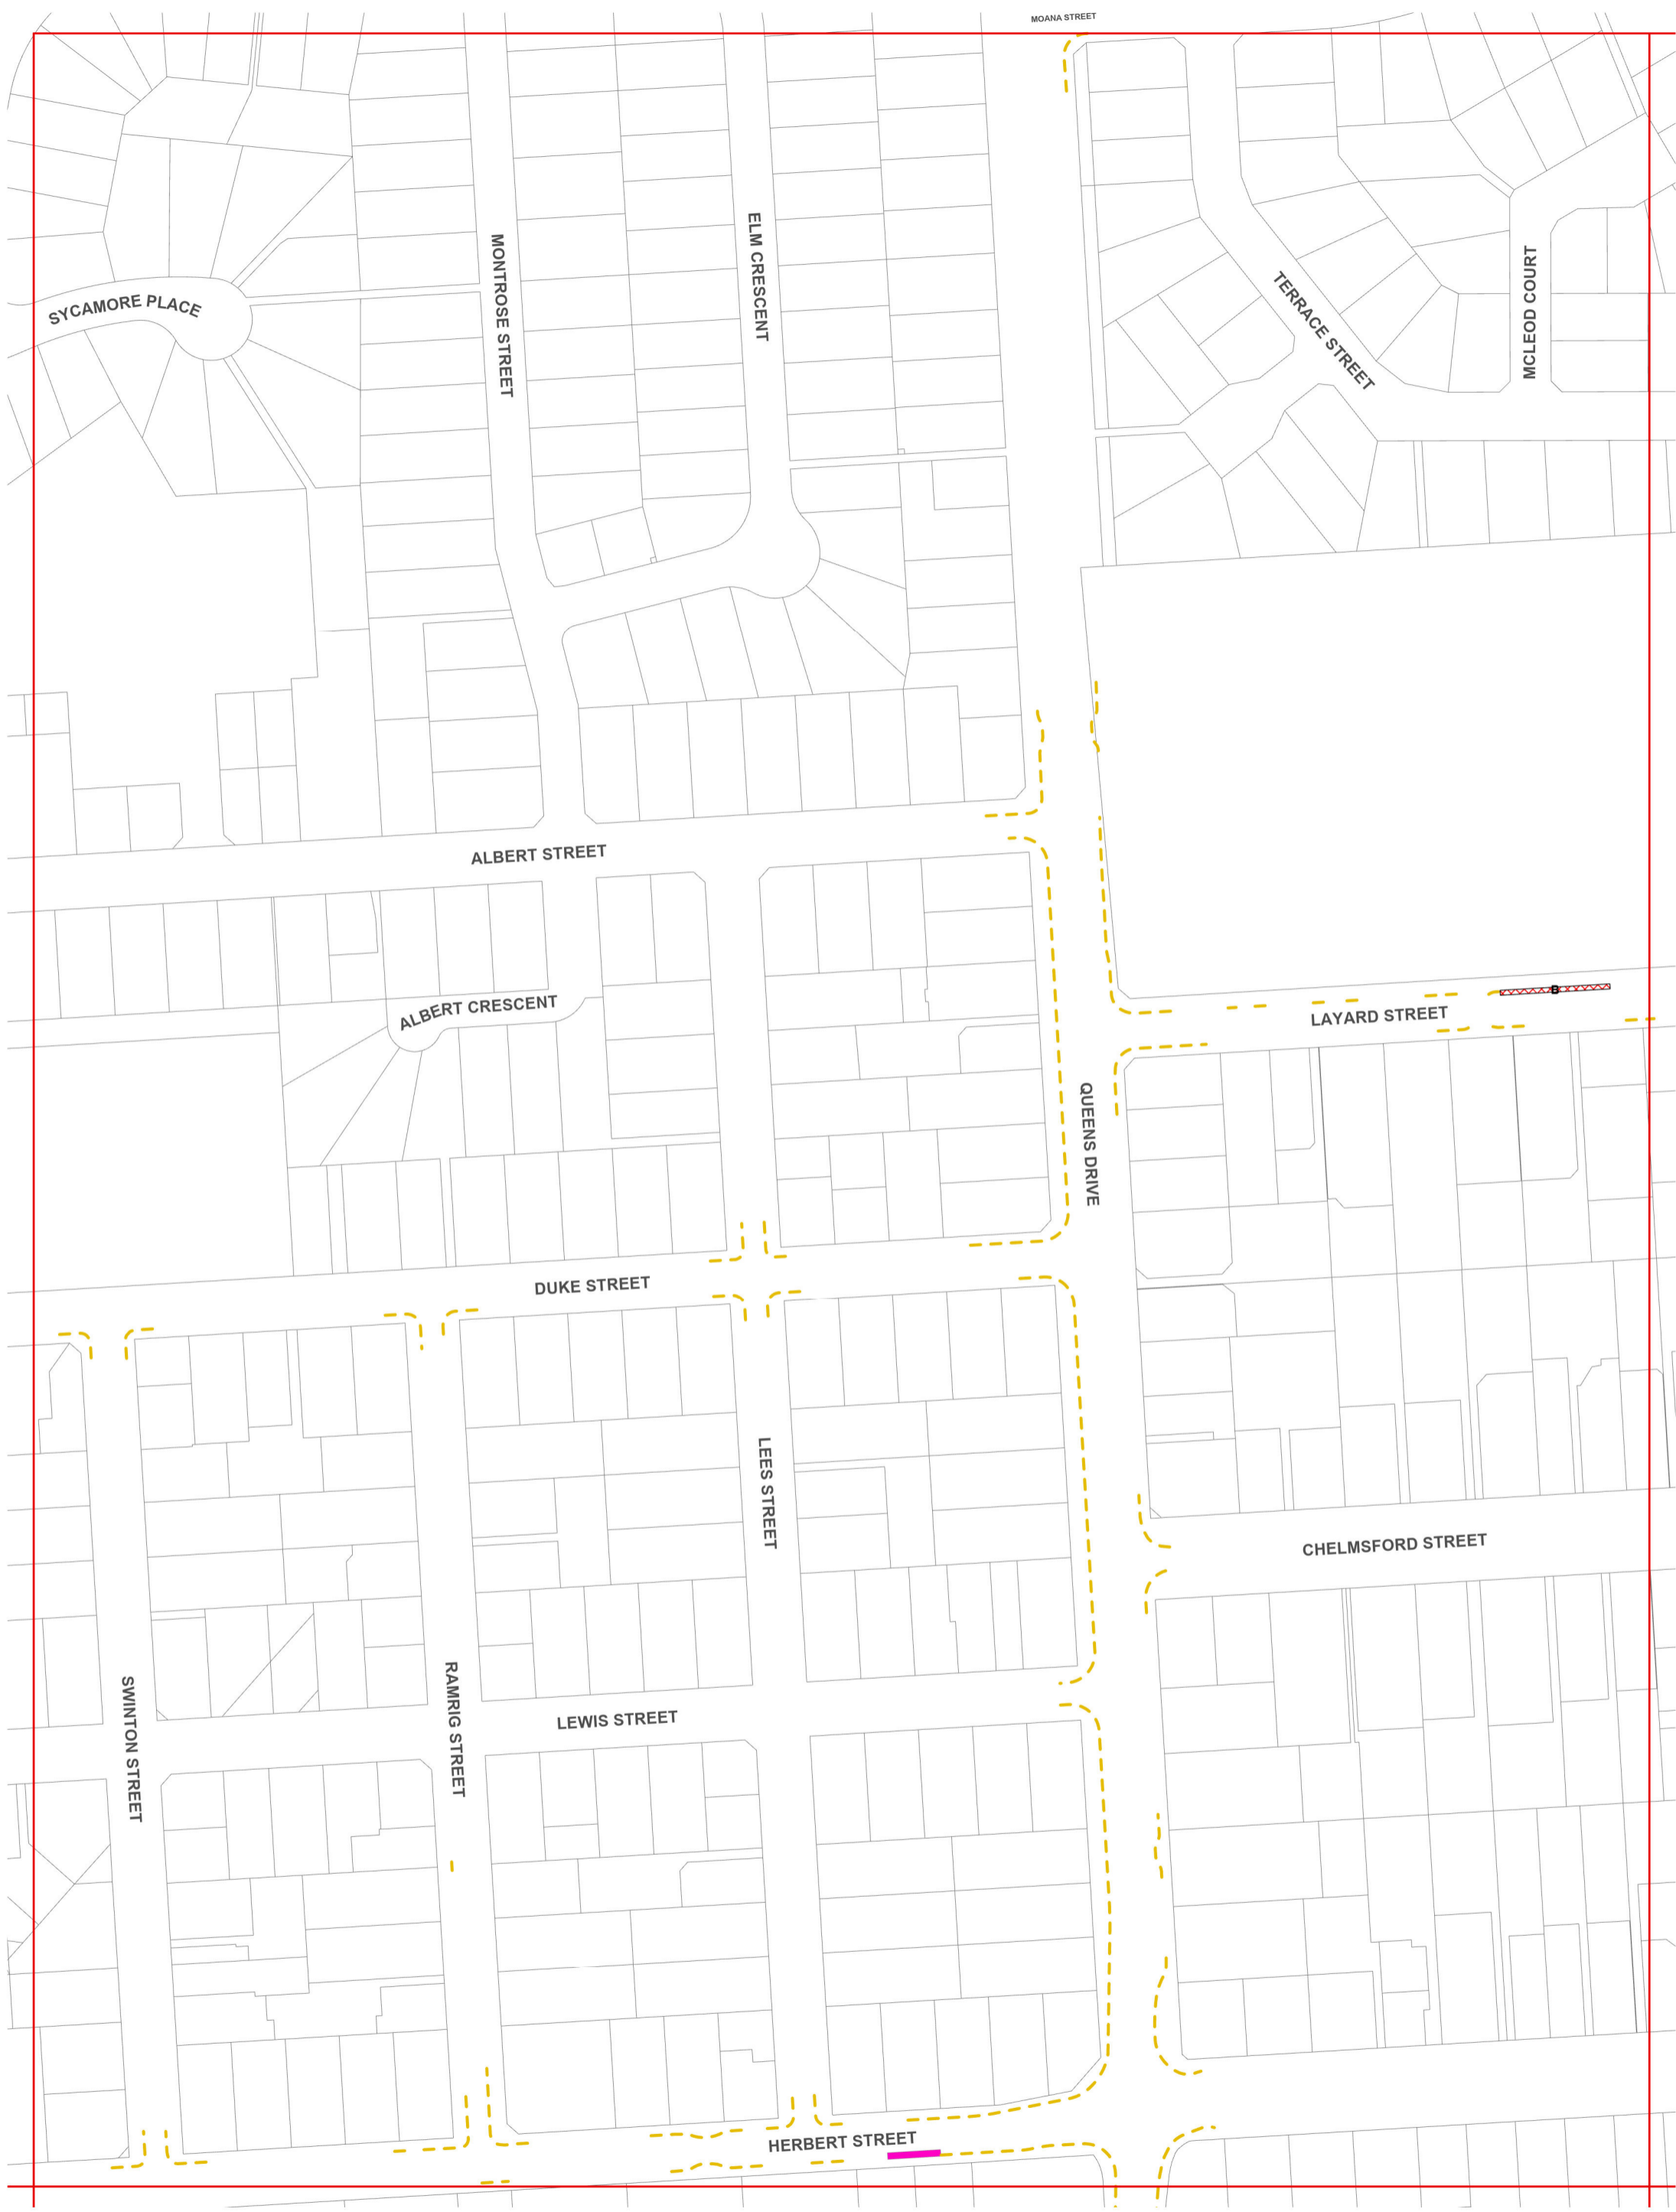 MOANA STREET
SYCAMORE PLACE
MONTROSE STREET
ELM CRESCENT
TERRACE STREET
MCLEOD COURT
ALBERT STREET
ALBERT CRESCENT
B
LAYARD STREET
QUEENS DRIVE
DUKE STREET
LEES STREET
CHELMSFORD STREET
SWINTON STREET
RAMRIG STREET
LEWIS STREET
HERBERT STREET